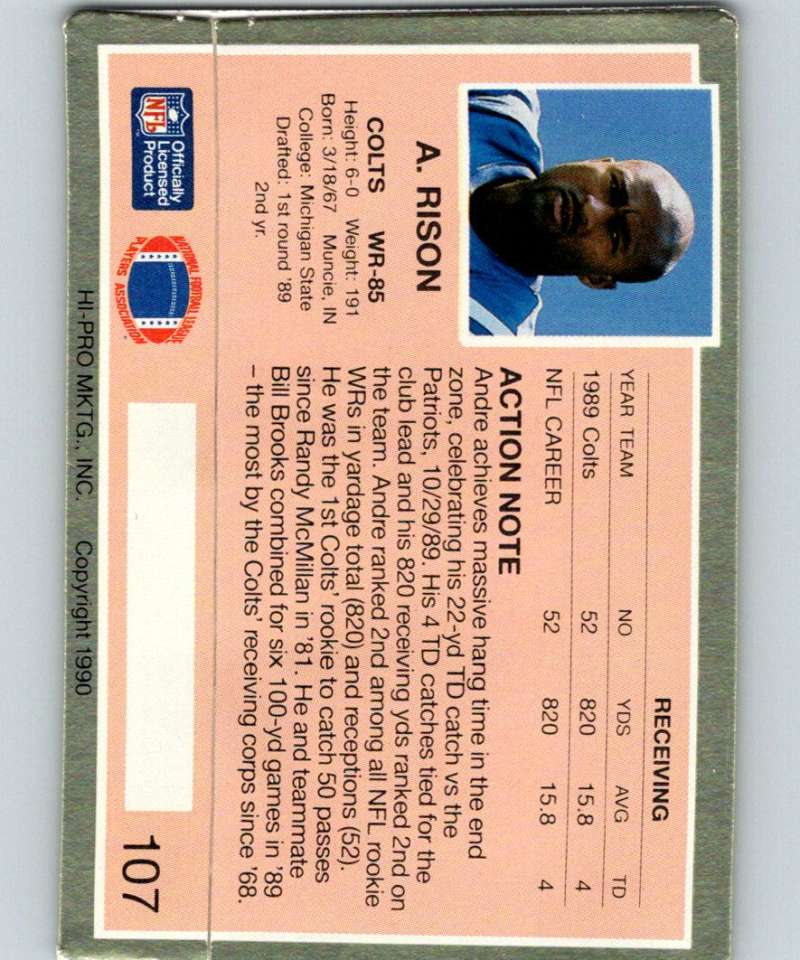 RECEIVING
YEAR TEAM NO YDS AVG TD
1989 Colts 52 820 15.8 4
NFL CAREER 52 820 15.8 4
A. RISON
COLTS WR-85
Height: 6-0 Weight: 191
Born: 3/18/67 Muncie, IN
College: Michigan State
Drafted: 1st round '89
2nd yr.
ACTION NOTE
Andre achieves massive hang time in the end
zone, celebrating his 22-yd TD catch vs the
Patriots, 10/29/89. His 4 TD catches tied for the
club lead and his 820 receiving yds ranked 2nd on
the team. Andre ranked 2nd among all NFL rookie
WRs in yardage total (820) and receptions (52).
He was the 1st Colts' rookie to catch 50 passes
since Randy McMillan in '81. He and teammate
Bill Brooks combined for six 100-yd games in '89
– the most by the Colts' receiving corps since '68.
NFL
TM
Officially
Licensed
Product
NATIONAL FOOTBALL LEAGUE
PLAYERS ASSOCIATION
107
HI-PRO MKTG., INC. Copyright 1990